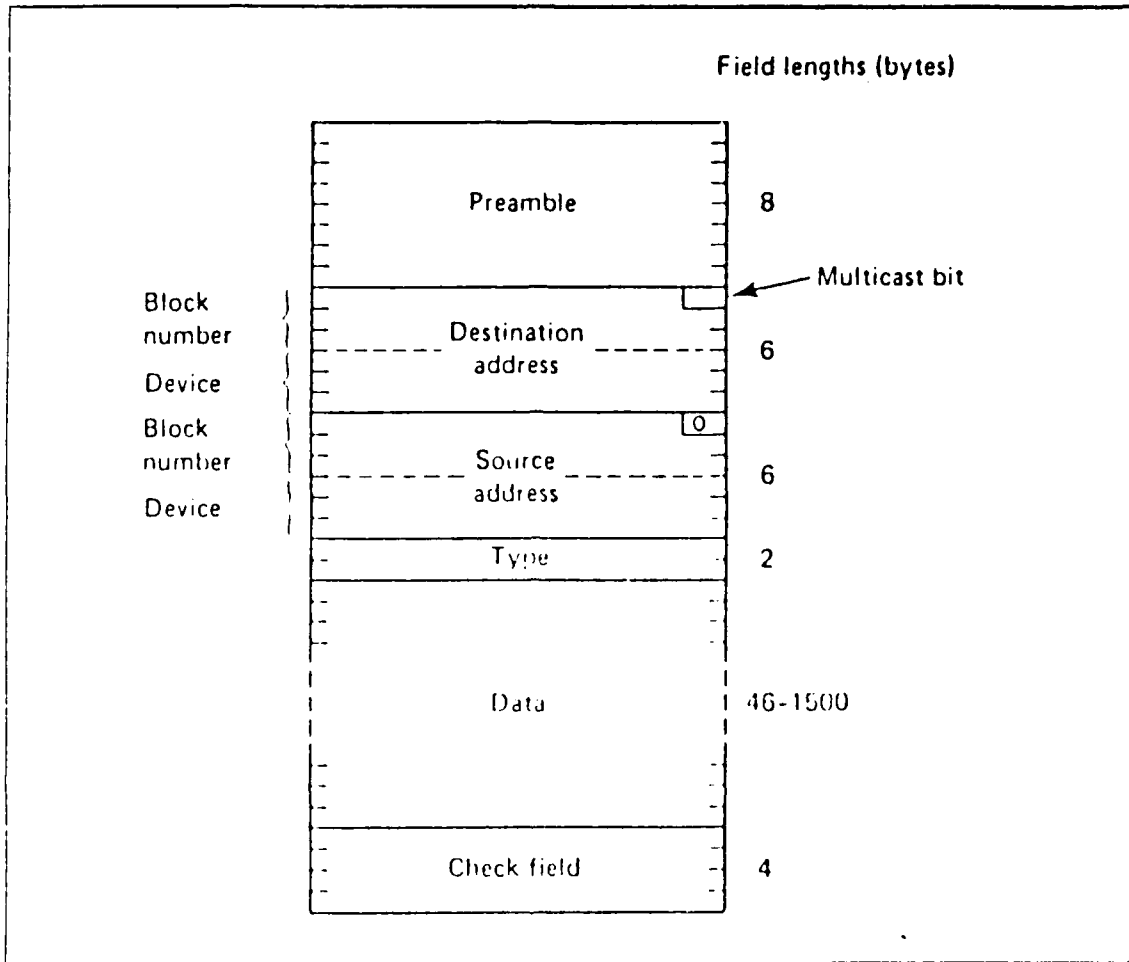 Field lengths (bytes)
Preamble
8
Multicast bit
Block
number
Device
Destination
address
6
Block
number
Device
0
Source
address
6
Type
2
Data
46-1500
Check field
4